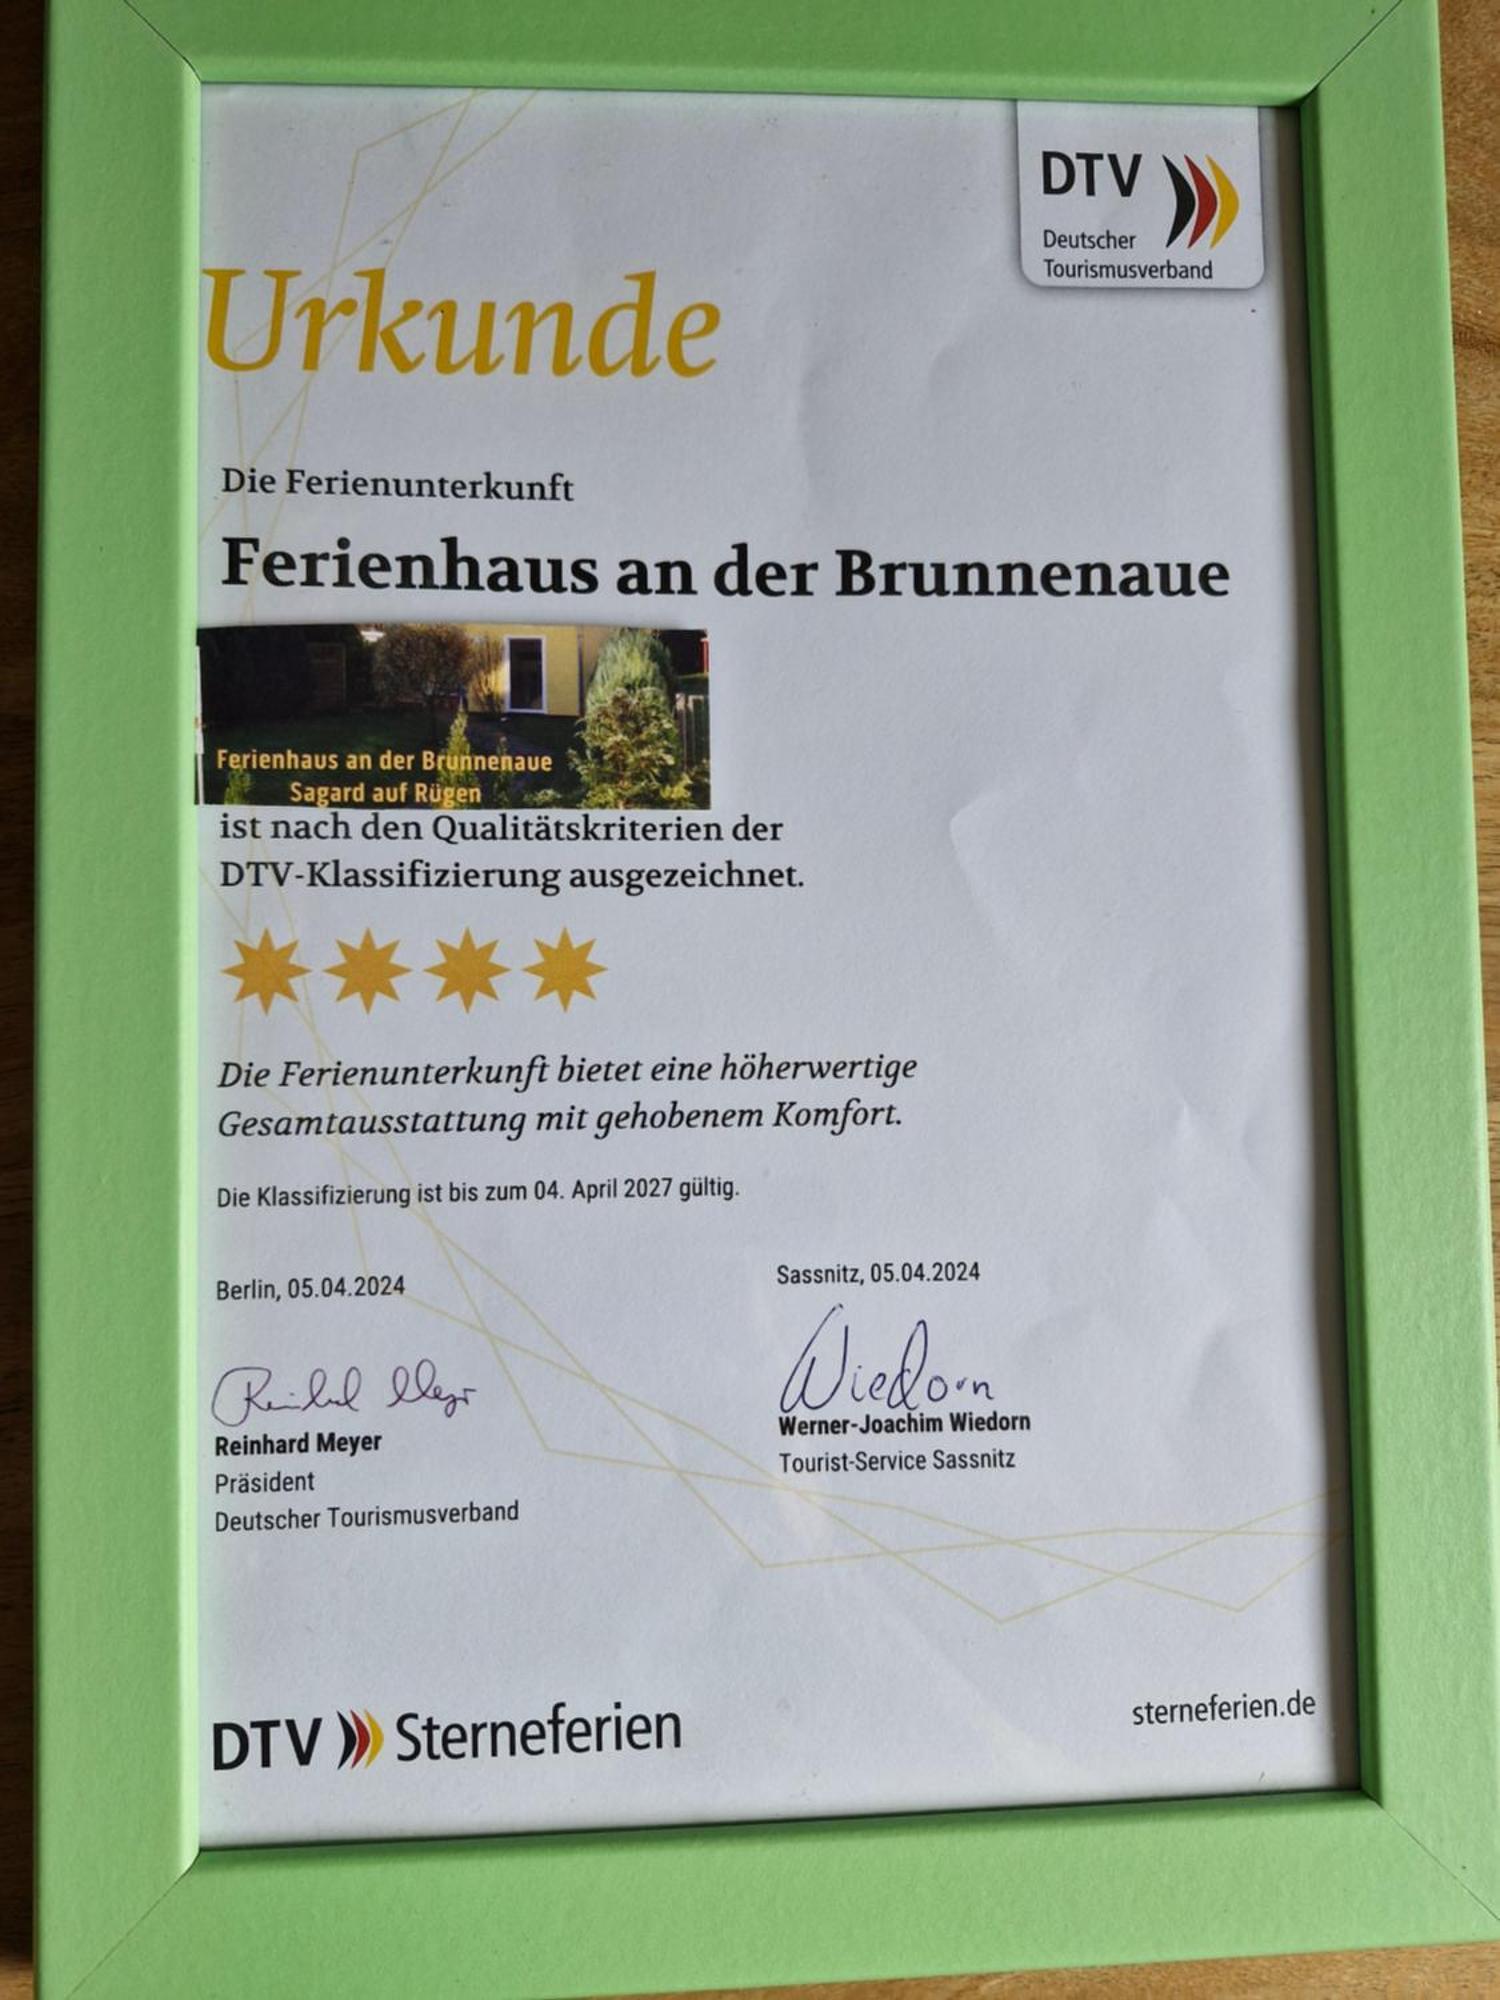 DTV
Deutscher
Tourismusverband
Urkunde
Die Ferienunterkunft
Ferienhaus an der Brunnenaue
Ferienhaus an der Brunnenaue
Sagard auf Rügen
ist nach den Qualitätskriterien der
DTV-Klassifizierung ausgezeichnet.
Die Ferienunterkunft bietet eine höherwertige
Gesamtausstattung mit gehobenem Komfort.
Die Klassifizierung ist bis zum 04. April 2027 gültig.
Berlin, 05.04.2024
Reinhard Meyer
Reinhard Meyer
Präsident
Deutscher Tourismusverband
Sassnitz, 05.04.2024
Wiedorn
Werner-Joachim Wiedorn
Tourist-Service Sassnitz
DTV Sterneferien
sterneferien.de